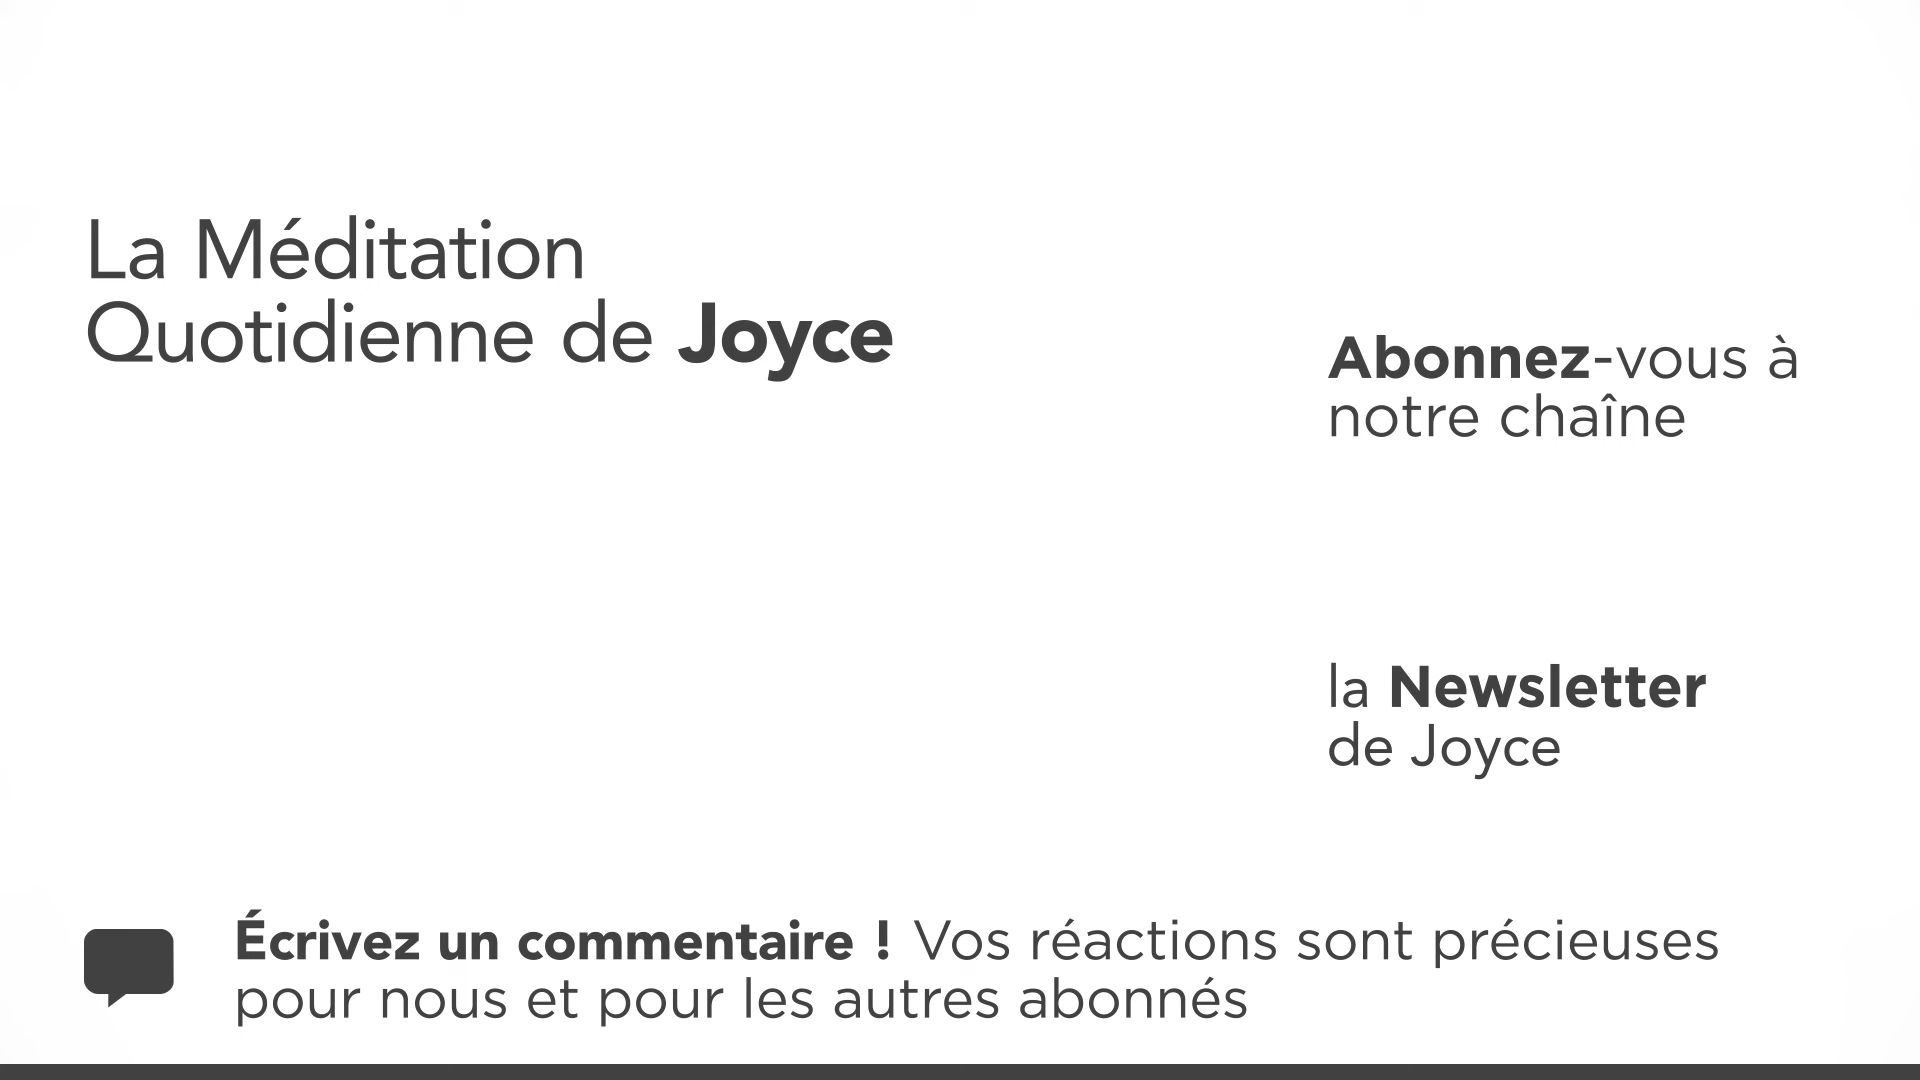 La Méditation
Quotidienne de Joyce
Abonnez-vous à
notre chaîne
la Newsletter
de Joyce
Écrivez un commentaire ! Vos réactions sont précieuses
pour nous et pour les autres abonnés